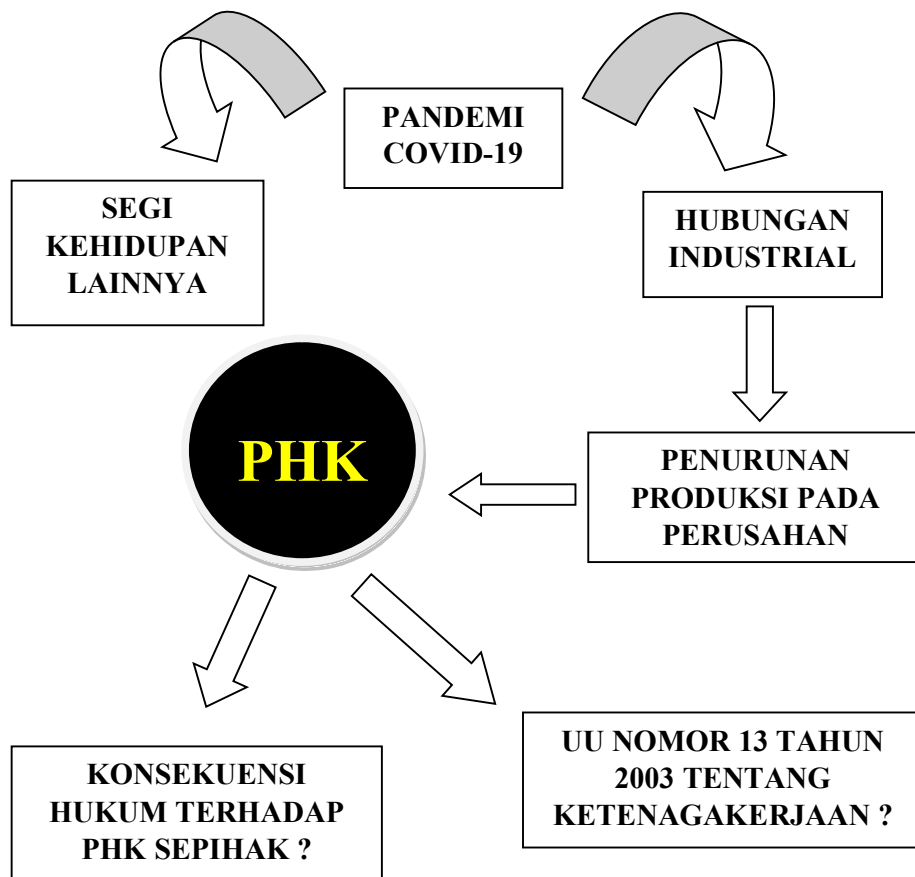 PANDEMI
COVID-19
SEGI
KEHIDUPAN
LAINNYA
HUBUNGAN
INDUSTRIAL
PHK
PENURUNAN
PRODUKSI PADA
PERUSAHAN
KONSEKUENSI
HUKUM TERHADAP
PHK SEPIHAK ?
UU NOMOR 13 TAHUN
2003 TENTANG
KETENAGAKERJAAN ?